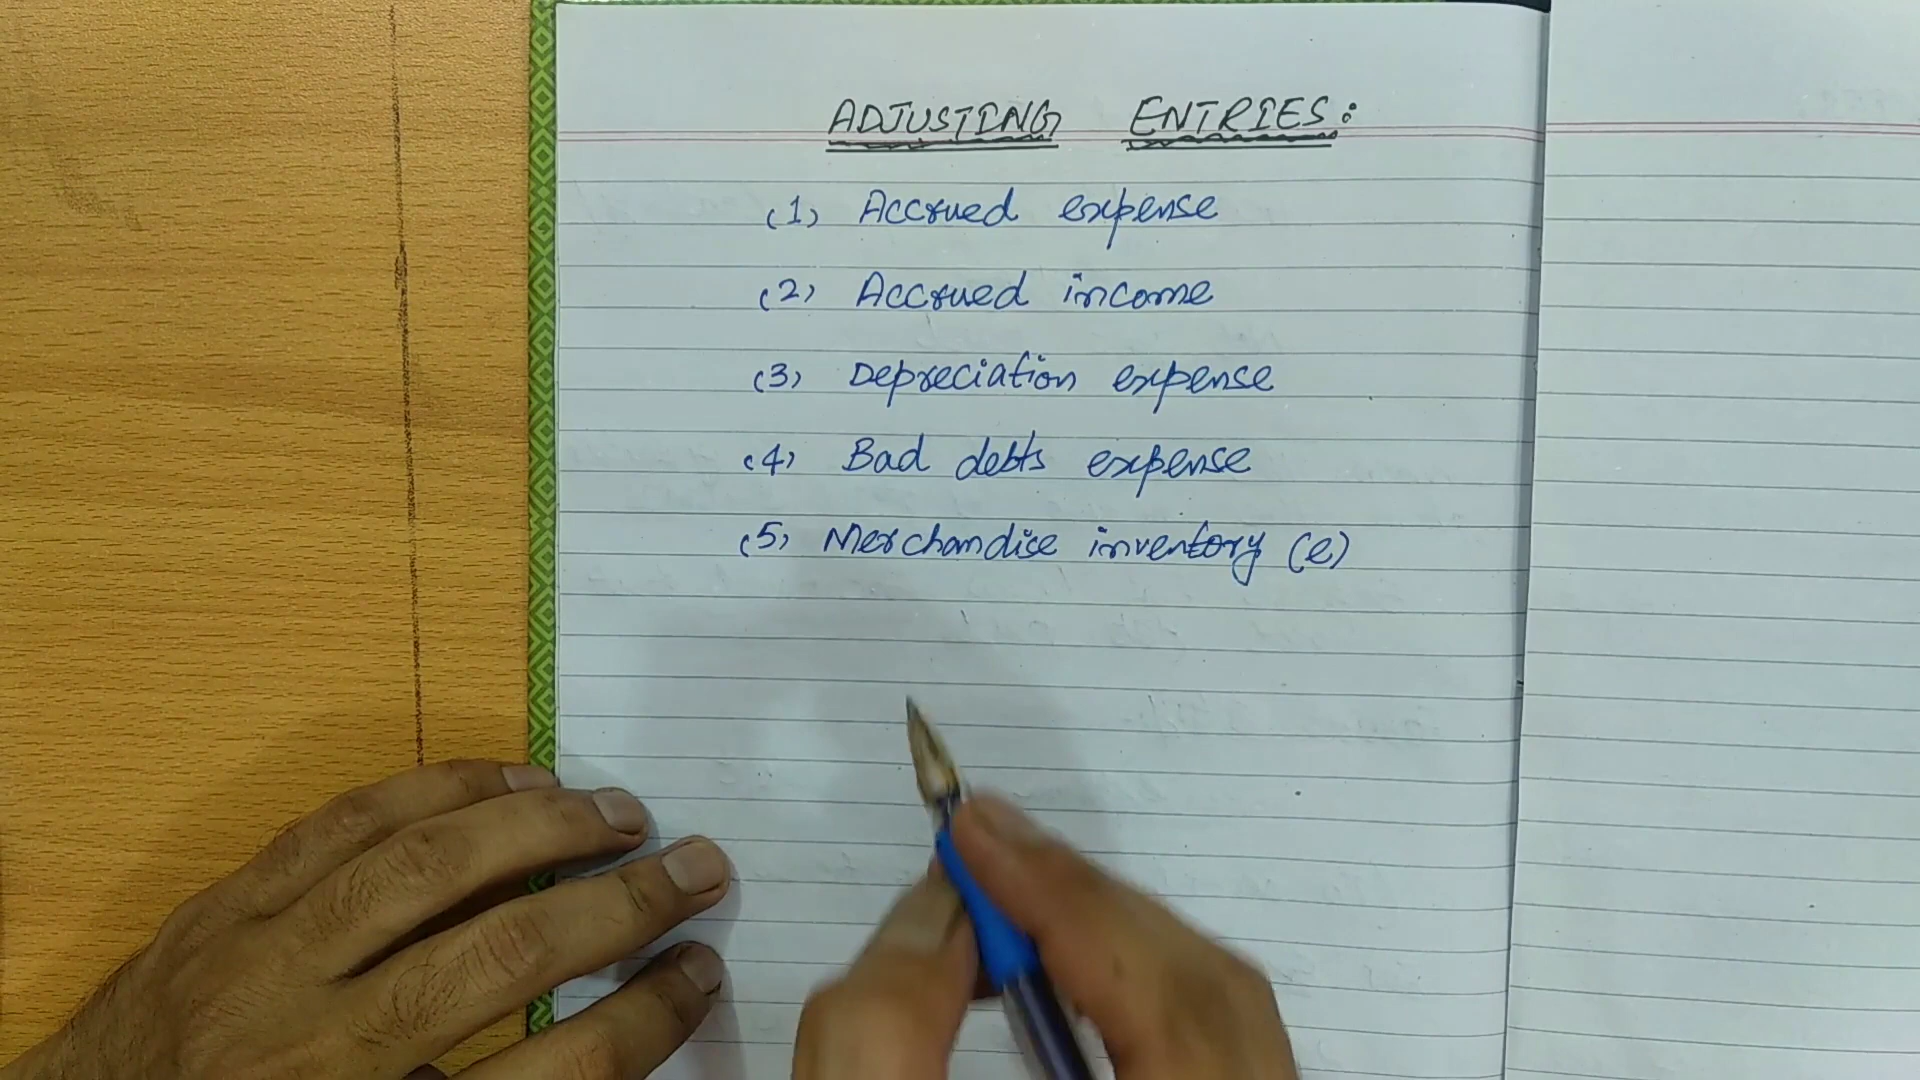 ADJUSTING ENTRIES:
(1) Accrued expense
(2) Accrued income
(3) Depreciation expense
(4) Bad debts expense
(5) Merchandise inventory (e)